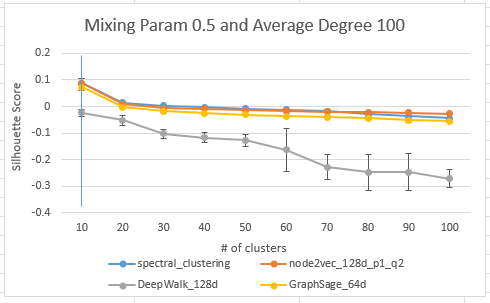 Mixing Param 0.5 and Average Degree 100
0.2
0.1
0
-0.1
-0.2
-0.3
-0.4
Silhouette Score
10 20 30 40 50 60 70 80 90 100
# of clusters
spectral_clustering node2vec_128d_p1_q2
DeepWalk_128d GraphSage_64d